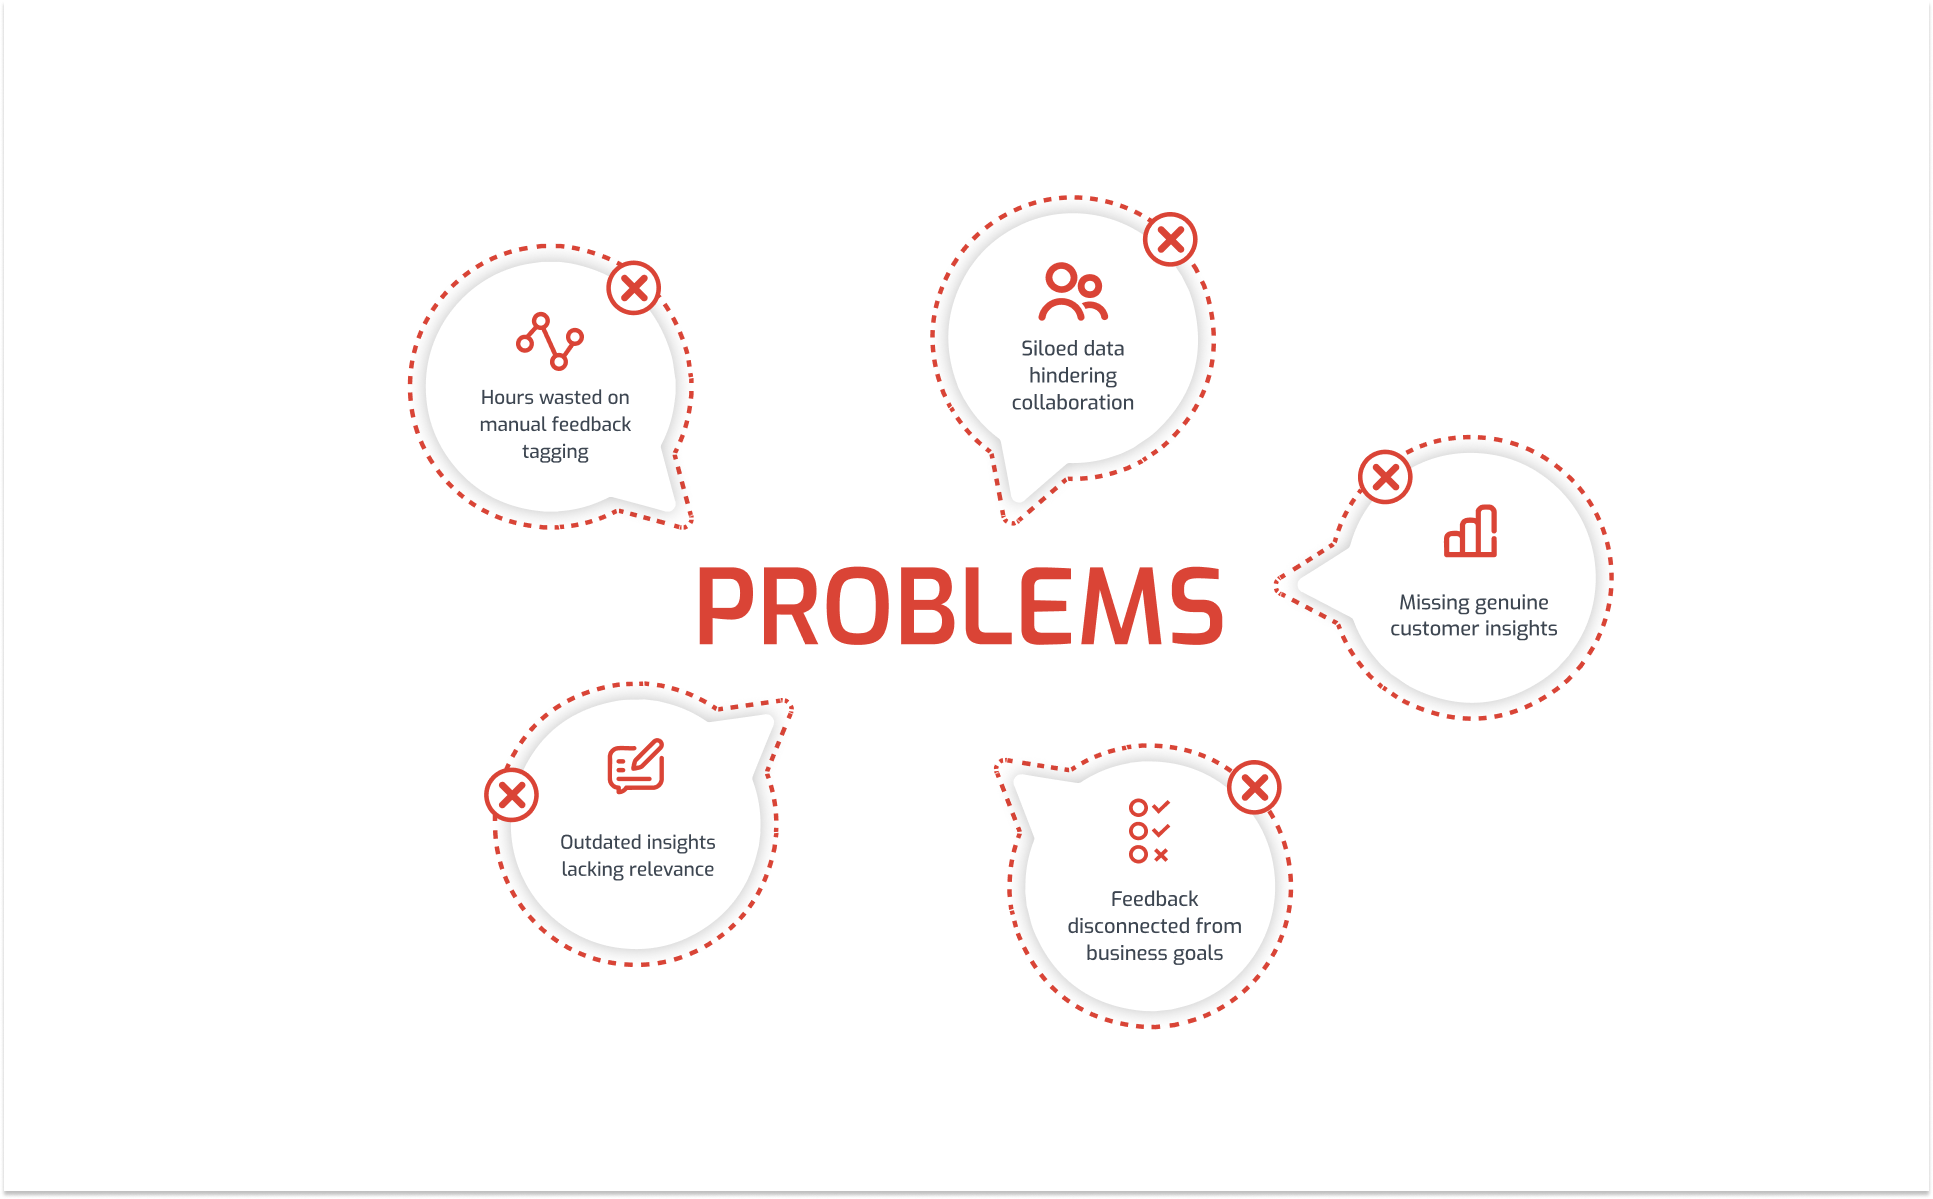 Siloed data
hindering
collaboration
Hours wasted on
manual feedback
tagging
PROBLEMS
Missing genuine
customer insights
Outdated insights
lacking relevance
Feedback
disconnected from
business goals